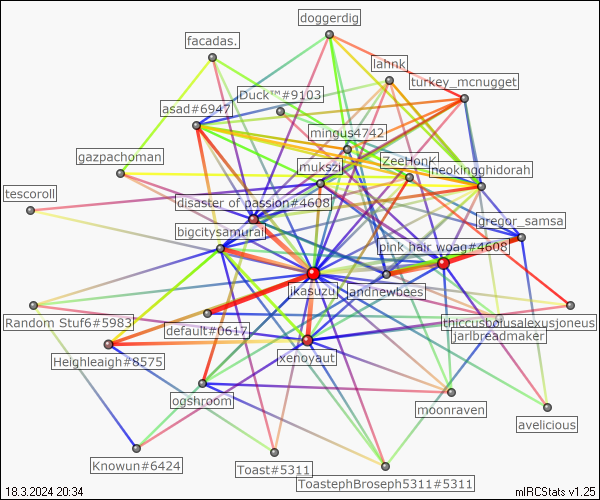 doggerdig
facadas.
lahnk
turkey_mcnugget
Duck™#9103
asad#6947
mingus4742
gazpachoman
ZeeHonK
mukszi
neokingghidorah
tescoroll
disaster of passion#4608
gregor_samsa
bigcitysamurai
pink hair woag#4608
ikasuzu
andnewbees
Random Stuf6#5983
default#0617
thiccusbousalexusjoneus
jarlbreadmaker
Heighleaigh#8575
xenoyaut
ogshroom
moonraven
avelicious
Knowun#6424
Toast#5311
ToastephBroseph5311#5311
18.3.2024 20:34
mIRCStats v1.25